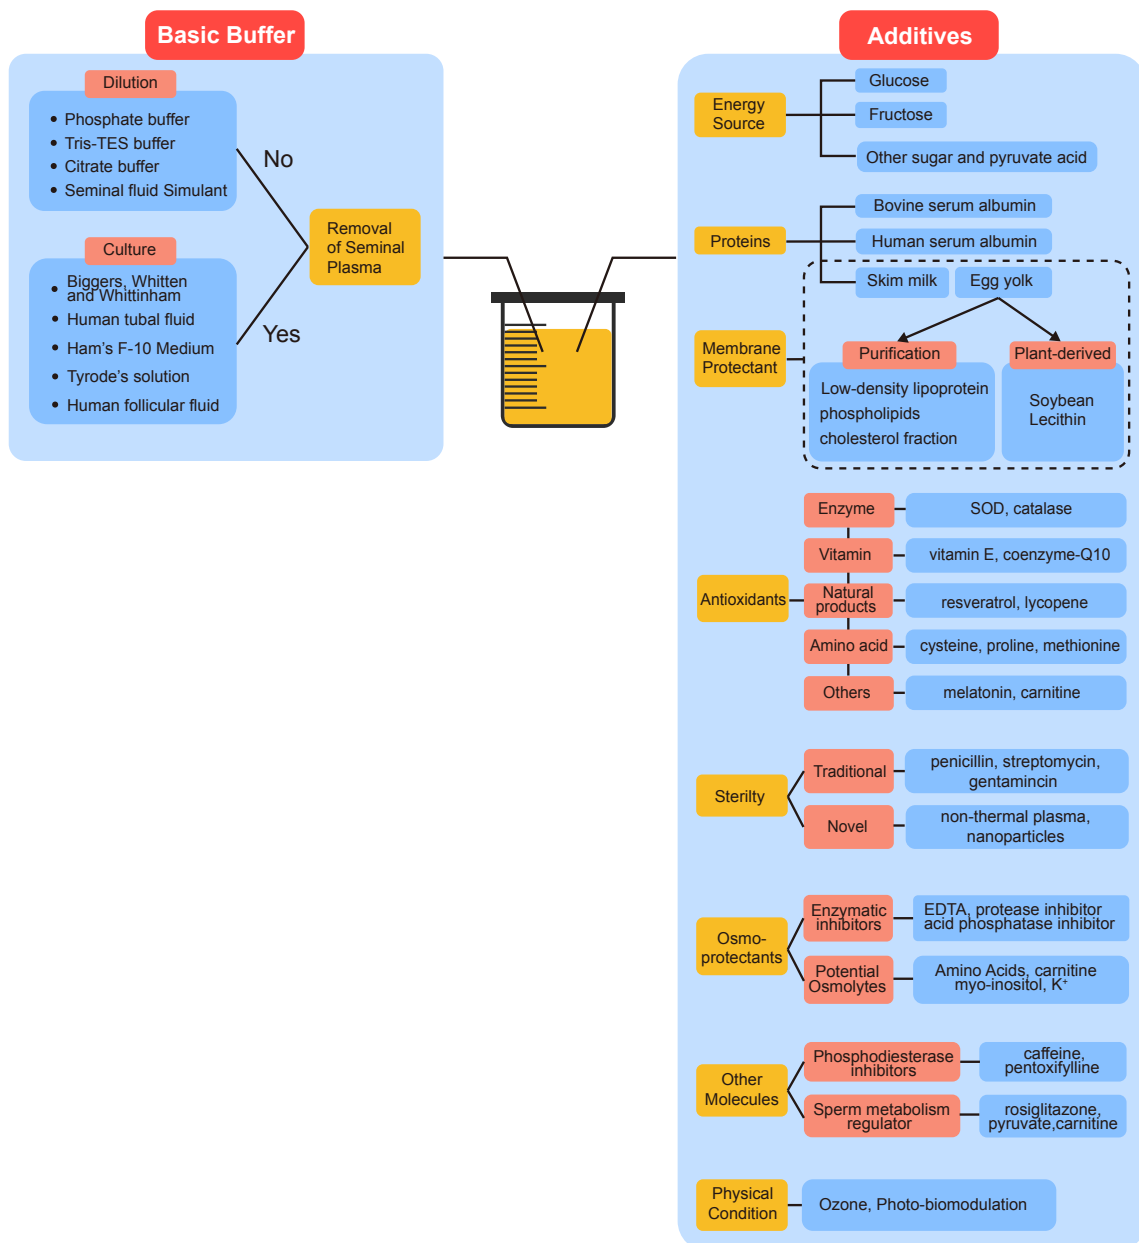 Basic Buffer
Dilution
• Phosphate buffer
• Tris-TES buffer
• Citrate buffer
• Seminal fluid Simulant
No
Removal
of Seminal
Plasma
Culture
• Biggers, Whitten
and Whittinham
• Human tubal fluid
• Ham's F-10 Medium
• Tyrode's solution
• Human follicular fluid
Yes
Additives
Energy
Source
Glucose
Fructose
Other sugar and pyruvate acid
Proteins
Bovine serum albumin
Human serum albumin
Skim milk
Egg yolk
Membrane
Protectant
Purification
Low-density lipoprotein
phospholipids
cholesterol fraction
Plant-derived
Soybean
Lecithin
Antioxidants
Enzyme
SOD, catalase
Vitamin
vitamin E, coenzyme-Q10
Natural
products
resveratrol, lycopene
Amino acid
cysteine, proline, methionine
Others
melatonin, carnitine
Sterilty
Traditional
penicillin, streptomycin,
gentamincin
Novel
non-thermal plasma,
nanoparticles
Osmo-
protectants
Enzymatic
inhibitors
EDTA, protease inhibitor
acid phosphatase inhibitor
Potential
Osmolytes
Amino Acids, carnitine
myo-inositol, K⁺
Other
Molecules
Phosphodiesterase
inhibitors
caffeine,
pentoxifylline
Sperm metabolism
regulator
rosiglitazone,
pyruvate,carnitine
Physical
Condition
Ozone, Photo-biomodulation